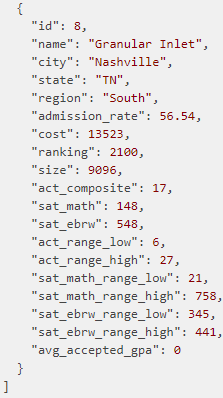 {
"id": 8,
"name": "Granular Inlet",
"city": "Nashville",
"state": "TN",
"region": "South",
"admission_rate": 56.54,
"cost": 13523,
"ranking": 2100,
"size": 9096,
"act_composite": 17,
"sat_math": 148,
"sat_ebrw": 548,
"act_range_low": 6,
"act_range_high": 27,
"sat_math_range_low": 21,
"sat_math_range_high": 758,
"sat_ebrw_range_low": 345,
"sat_ebrw_range_high": 441,
"avg_accepted_gpa": 0
}
]